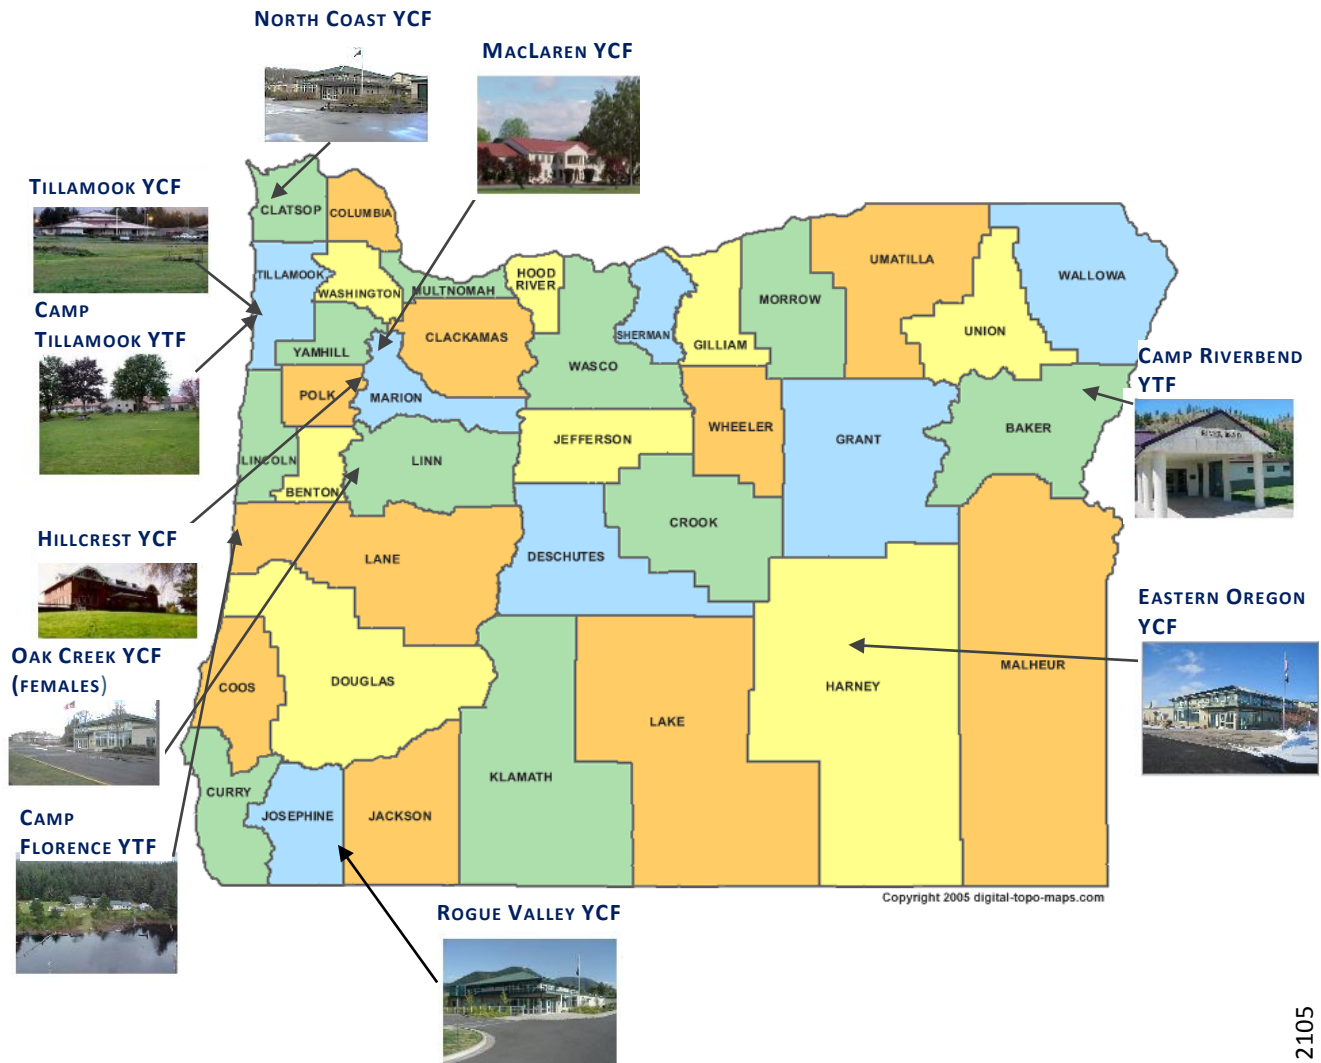 NORTH COAST YCF
MACLAREN YCF
TILLAMOOK YCF
CAMP
TILLAMOOK YTF
HILLCREST YCF
OAK CREEK YCF
(FEMALES)
CAMP
FLORENCE YTF
ROGUE VALLEY YCF
CAMP RIVERBEND
YTF
EASTERN OREGON
YCF
CLATSOP
COLUMBIA
TILLAMOOK
WASHINGTON
MULTNOMAH
HOOD
RIVER
YAMHILL
CLACKAMAS
WASCO
SHERMAN
GILLIAM
MORROW
UMATILLA
UNION
WALLOWA
POLK
MARION
LINCOLN
BENTON
LINN
JEFFERSON
WHEELER
GRANT
BAKER
LANE
DESCHUTES
CROOK
COOS
DOUGLAS
CURRY
JOSEPHINE
JACKSON
KLAMATH
LAKE
HARNEY
MALHEUR
Copyright 2005 digital-topo-maps.com
2105